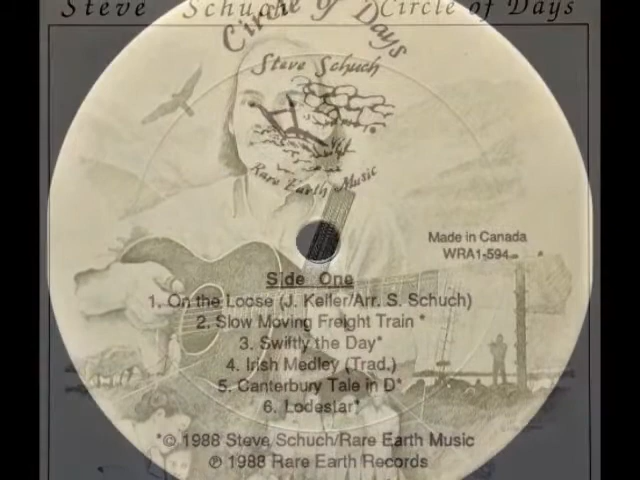 Steve Schuch Circle of Days
Circle of Days
Steve Schuch
Rare Earth Music
Made in Canada
WRA1-594
Side One
1. On the Loose (J. Keller/Arr. S. Schuch)
2. Slow Moving Freight Train *
3. Swiftly the Day*
4. Irish Medley (Trad.)
5. Canterbury Tale in D*
6. Lodestar*
*© 1988 Steve Schuch/Rare Earth Music
℗ 1988 Rare Earth Records